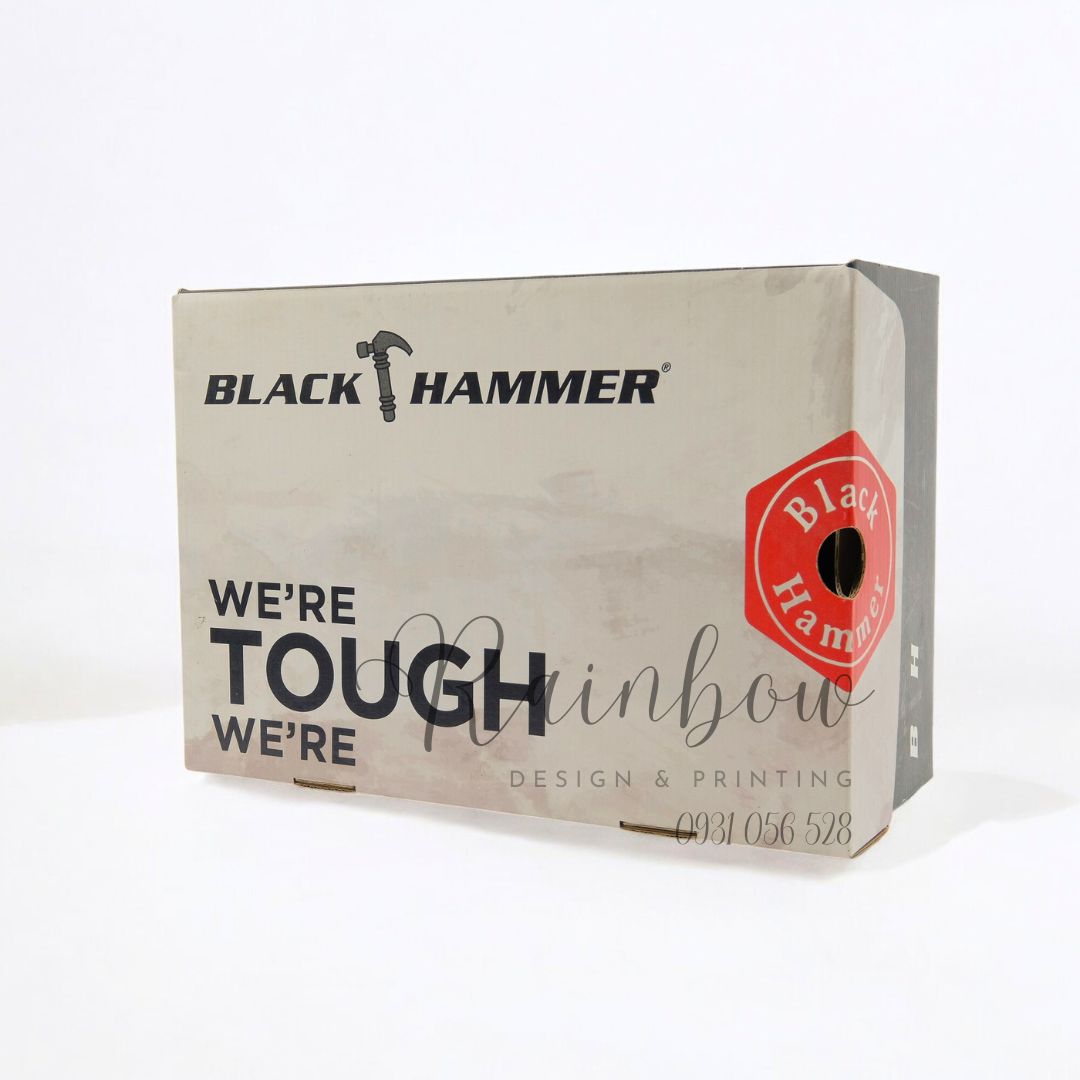 BLACK HAMMER®
Black
Hammer
WE'RE
TOUGH
WE'RE
B H
Rainbow
DESIGN & PRINTING
0931 056 528